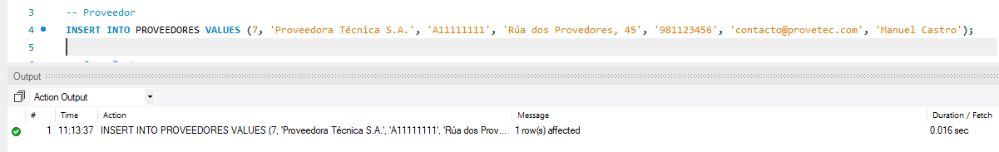 3 -- Proveedor
4 INSERT INTO PROVEEDORES VALUES (7, 'Proveedora Técnica S.A.', 'A11111111', 'Rúa dos Provedores, 45', '981123456', 'contacto@provetec.com', 'Manuel Castro');
5
Output
Action Output
# Time Action Message Duration / Fetch
1 11:13:37 INSERT INTO PROVEEDORES VALUES (7, 'Proveedora Técnica S.A.', 'A11111111', 'Rúa dos Prov... 1 row(s) affected 0.016 sec